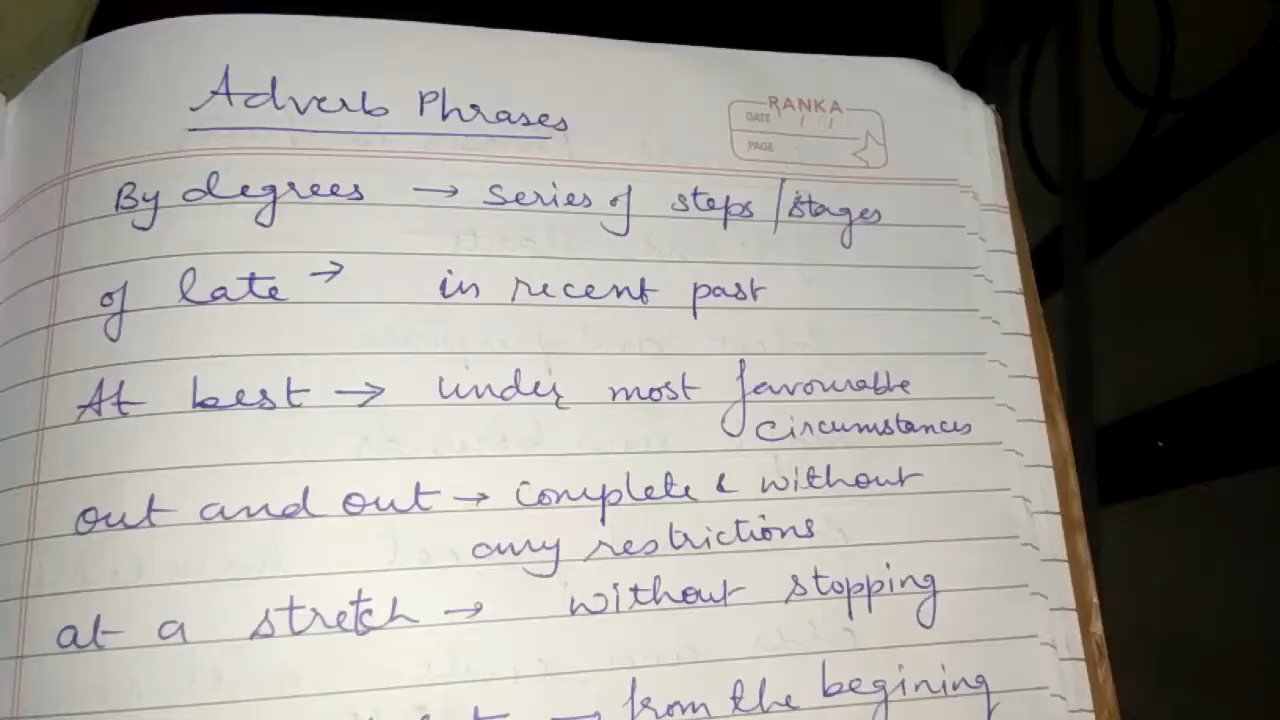 Adverb Phrases
RANKA
DATE / /
PAGE
By degrees → series of steps / stages
of late → in recent past
At best → under most favourable
circumstances
out and out → complete & without
any restrictions
at a stretch → without stopping
→ from the begining